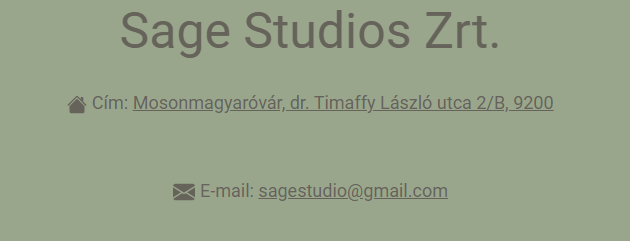 Sage Studios Zrt.
Cím: Mosonmagyaróvár, dr. Timaffy László utca 2/B, 9200
E-mail: sagestudio@gmail.com